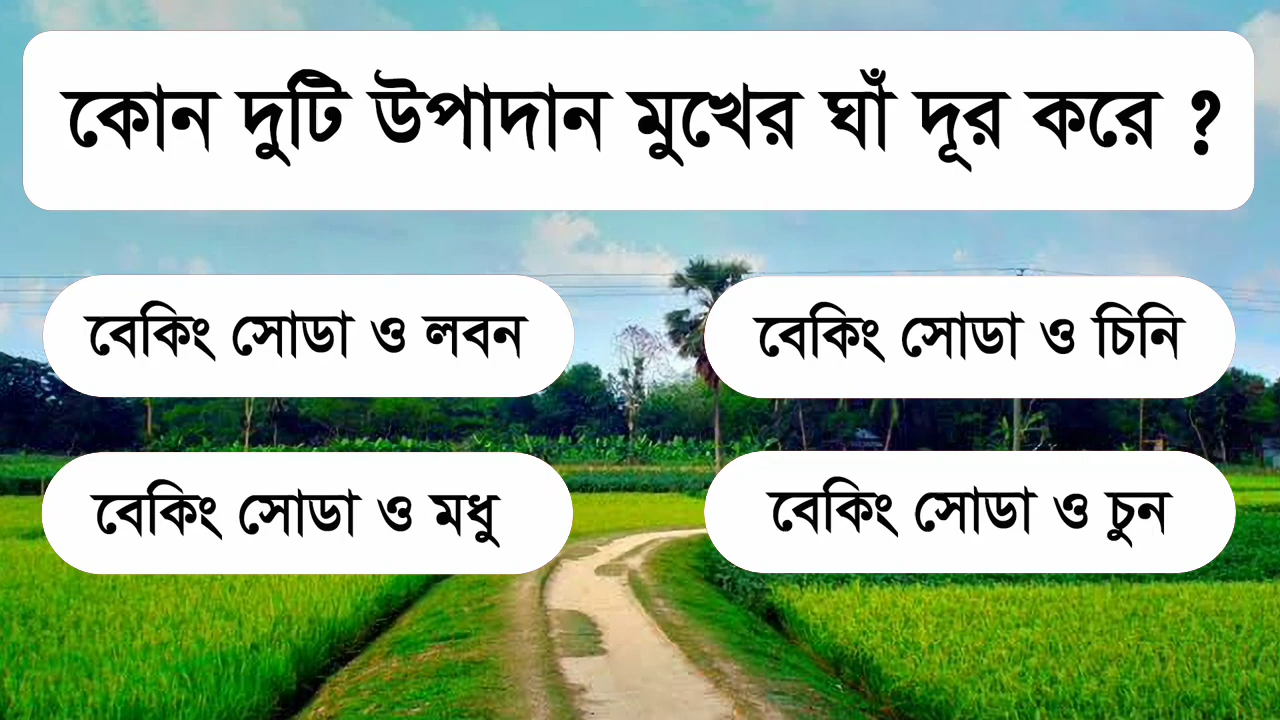 কোন দুটি উপাদান মুখের ঘাঁ দূর করে ?
বেকিং সোডা ও লবন
বেকিং সোডা ও চিনি
বেকিং সোডা ও মধু
বেকিং সোডা ও চুন